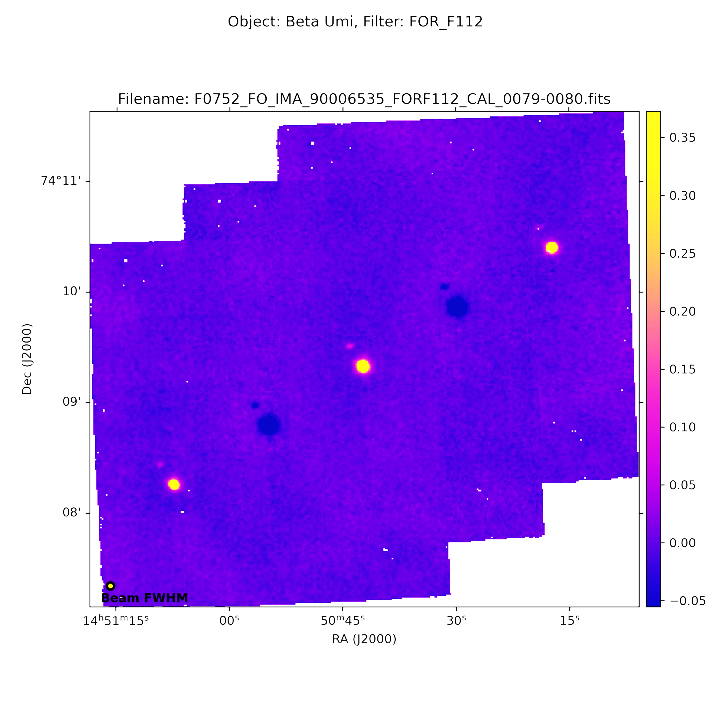 Object: Beta Umi, Filter: FOR_F112
Filename: F0752_FO_IMA_90006535_FORF112_CAL_0079-0080.fits
0.35
74°11'
0.30
0.25
10'
0.20
Dec (J2000)
0.15
09'
0.10
0.05
08'
0.00
Beam FWHM
−0.05
14ʰ51ᵐ15ˢ
00ˢ
50ᵐ45ˢ
30ˢ
15ˢ
RA (J2000)